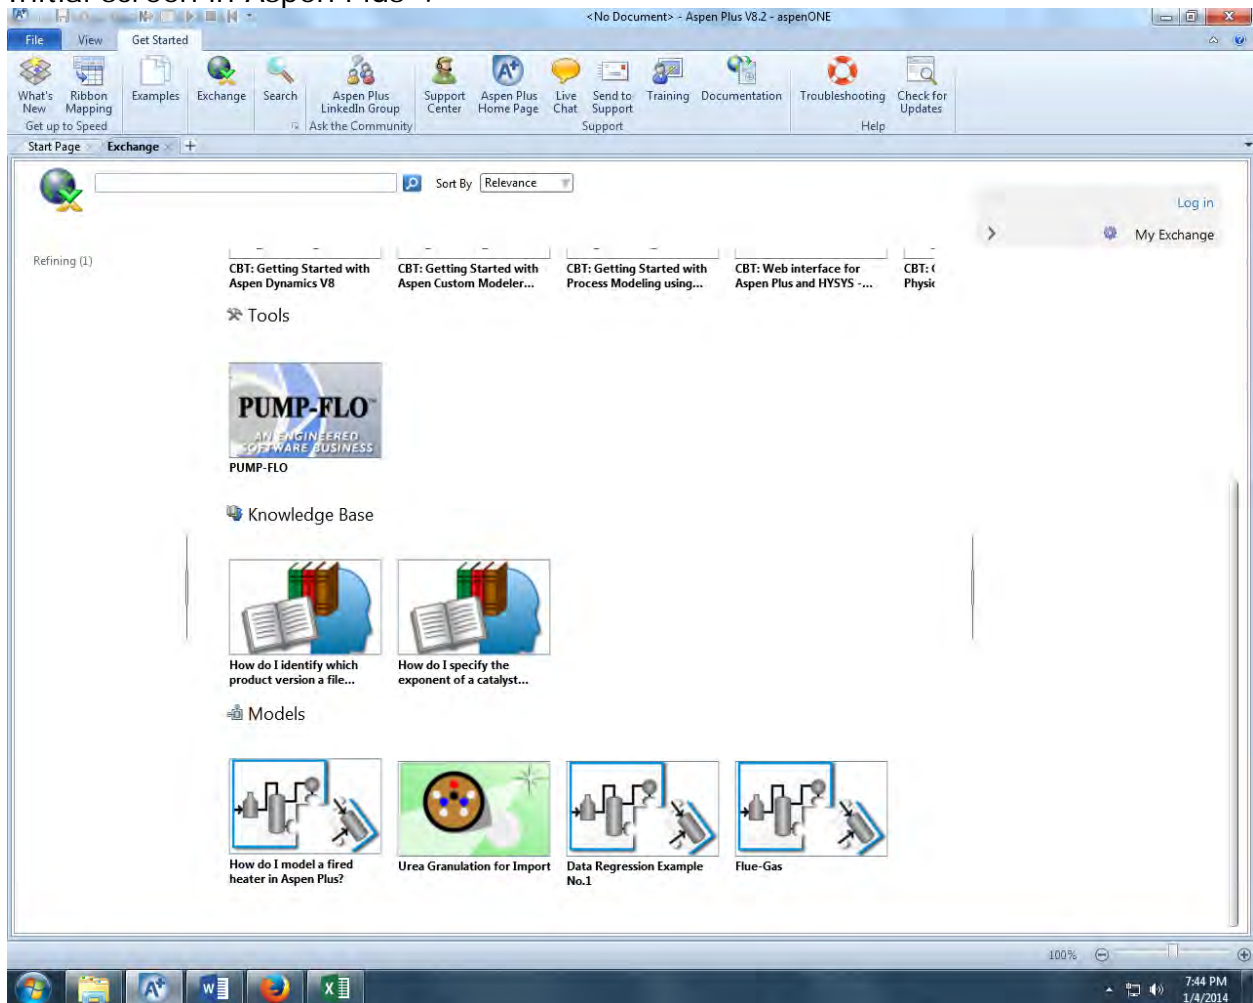 Initial screen in Aspen Plus
<No Document> - Aspen Plus V8.2 - aspenONE
File View Get Started
What's New
Ribbon Mapping
Examples
Exchange
Search
Aspen Plus LinkedIn Group
Support Center
Aspen Plus Home Page
Live Chat
Send to Support
Training
Documentation
Troubleshooting
Check for Updates
Get up to Speed
Ask the Community
Support
Help
Start Page Exchange +
Sort By Relevance
Log in
My Exchange
Refining (1)
CBT: Getting Started with
Aspen Dynamics V8
CBT: Getting Started with
Aspen Custom Modeler...
CBT: Getting Started with
Process Modeling using...
CBT: Web interface for
Aspen Plus and HYSYS -...
CBT:
Physic
Tools
PUMP-FLO™
AN ENGINEERED
SOFTWARE BUSINESS
PUMP-FLO
Knowledge Base
How do I identify which
product version a file...
How do I specify the
exponent of a catalyst...
Models
How do I model a fired
heater in Aspen Plus?
Urea Granulation for Import
Data Regression Example
No.1
Flue-Gas
100%
7:44 PM
1/4/2014